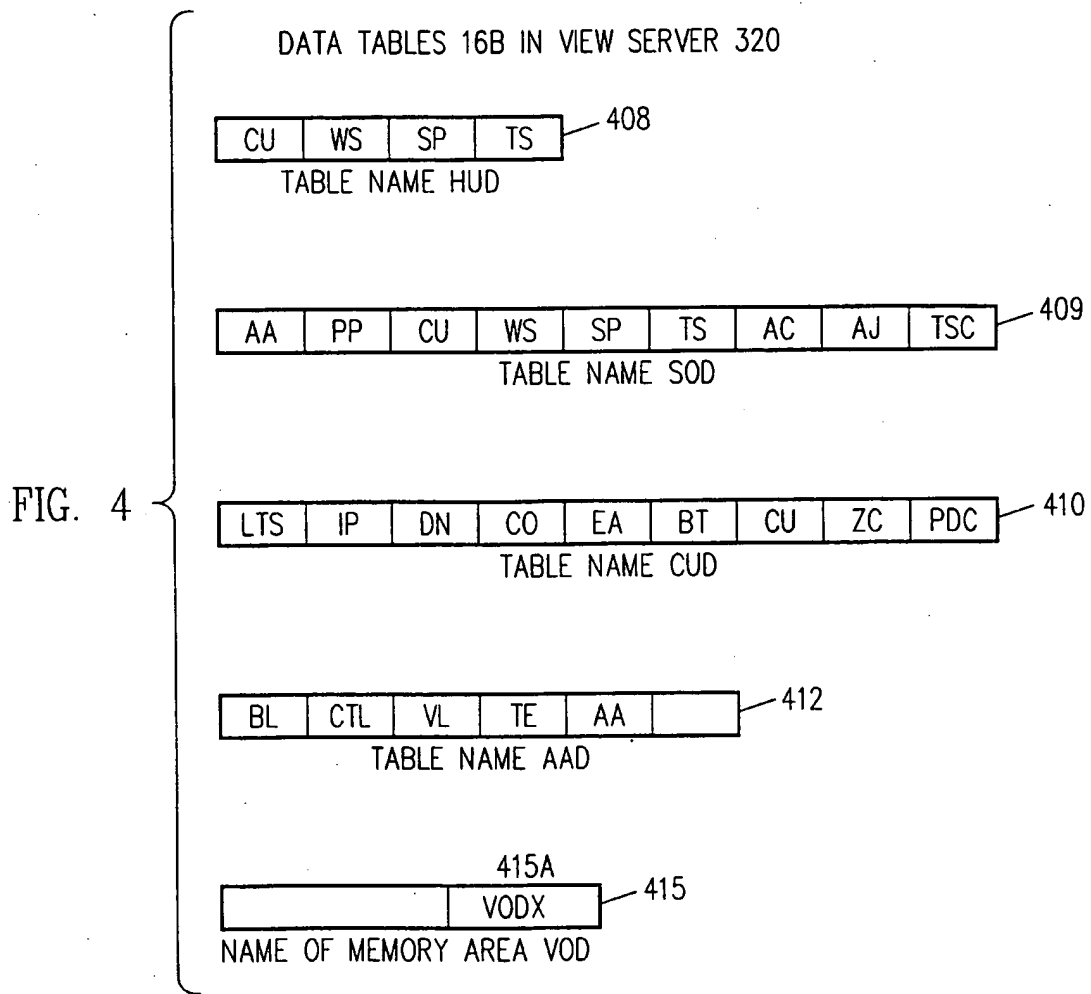 DATA TABLES 16B IN VIEW SERVER 320
CU WS SP TS 408
TABLE NAME HUD
AA PP CU WS SP TS AC AJ TSC 409
TABLE NAME SOD
FIG. 4
LTS IP DN CO EA BT CU ZC PDC 410
TABLE NAME CUD
BL CTL VL TE AA 412
TABLE NAME AAD
415A
VODX 415
NAME OF MEMORY AREA VOD